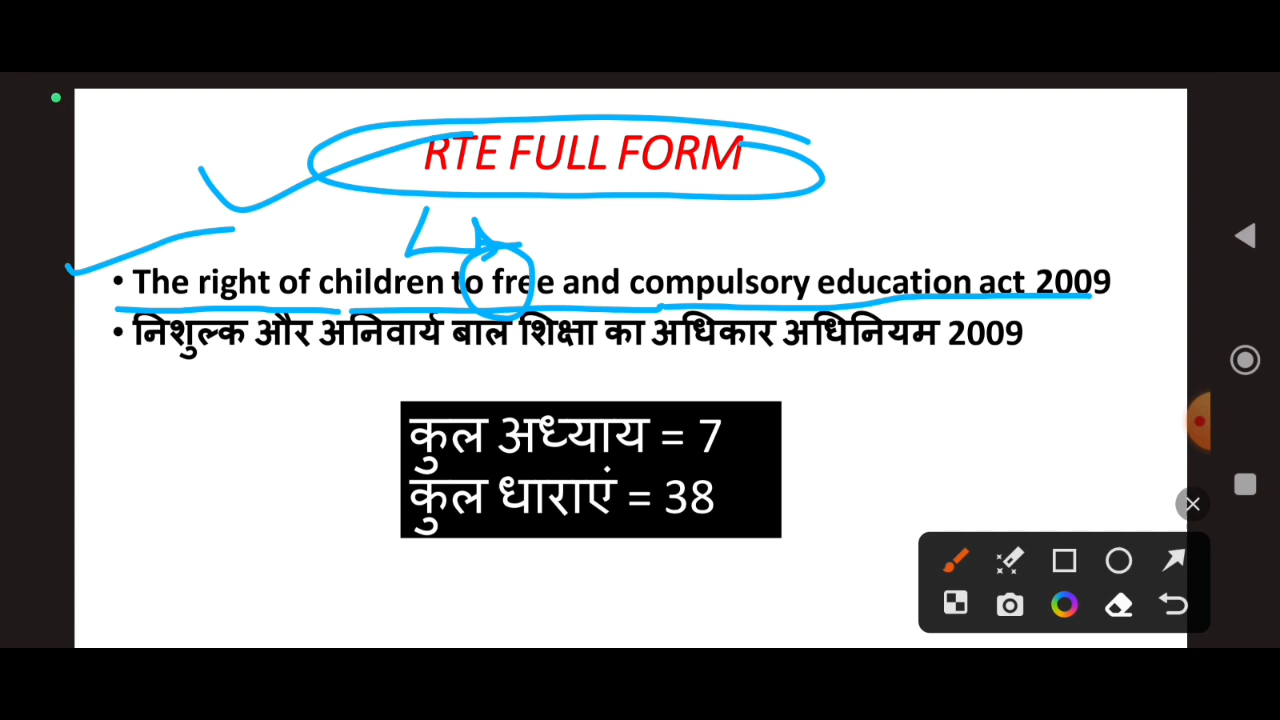 RTE FULL FORM
• The right of children to free and compulsory education act 2009
• निशुल्क और अनिवार्य बाल शिक्षा का अधिकार अधिनियम 2009
कुल अध्याय = 7
कुल धाराएं = 38